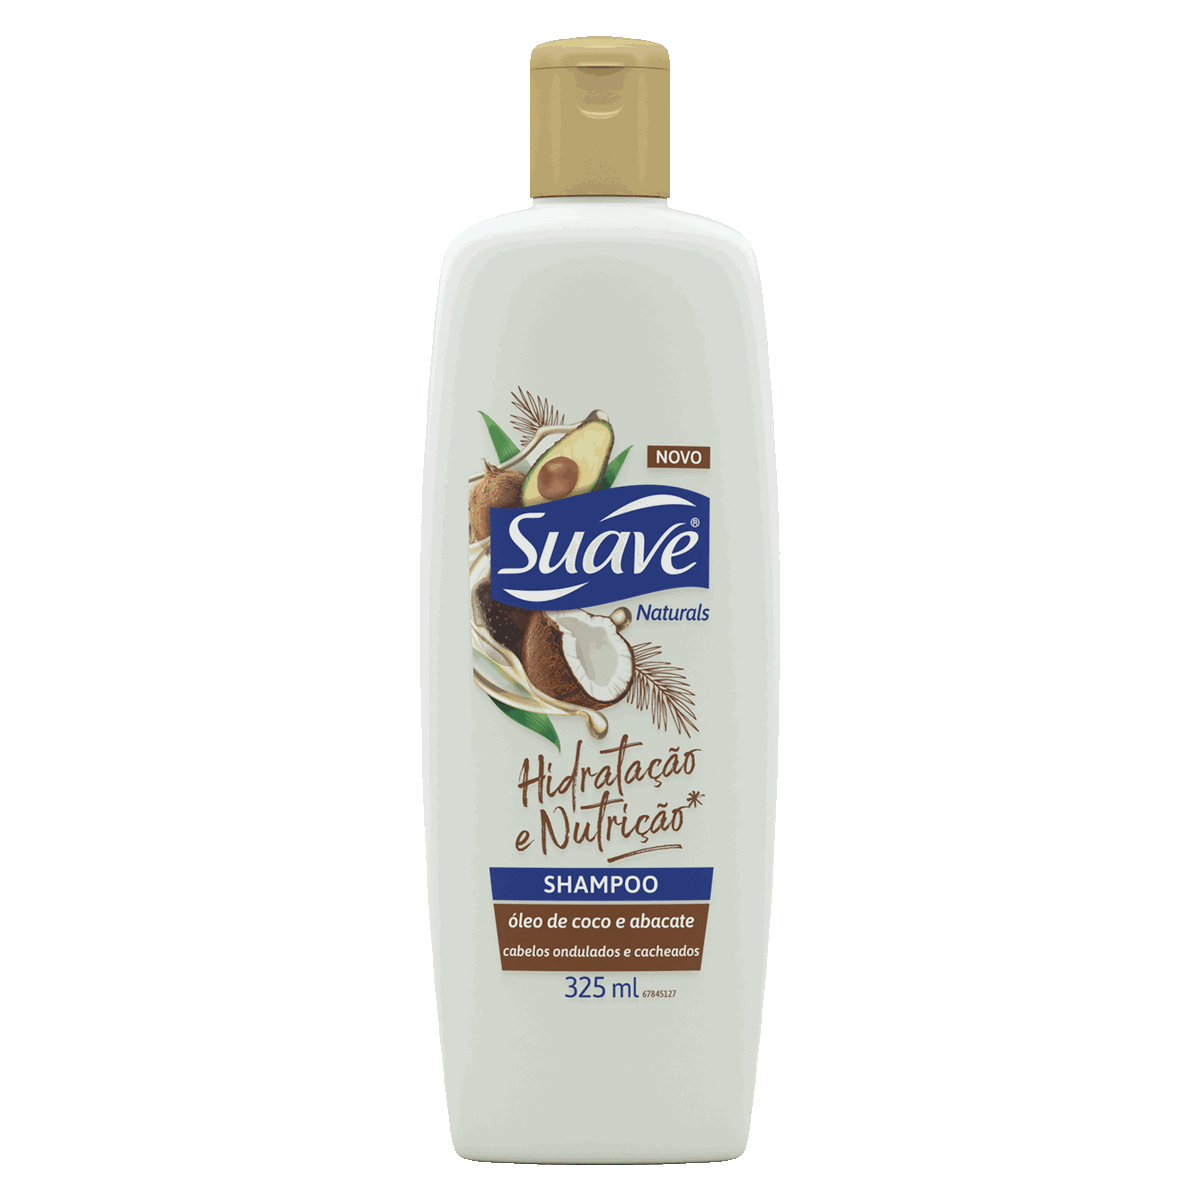 NOVO
Suave®
Naturals
Hidratação
e Nutrição*
SHAMPOO
óleo de coco e abacate
cabelos ondulados e cacheados
325 ml 67845127